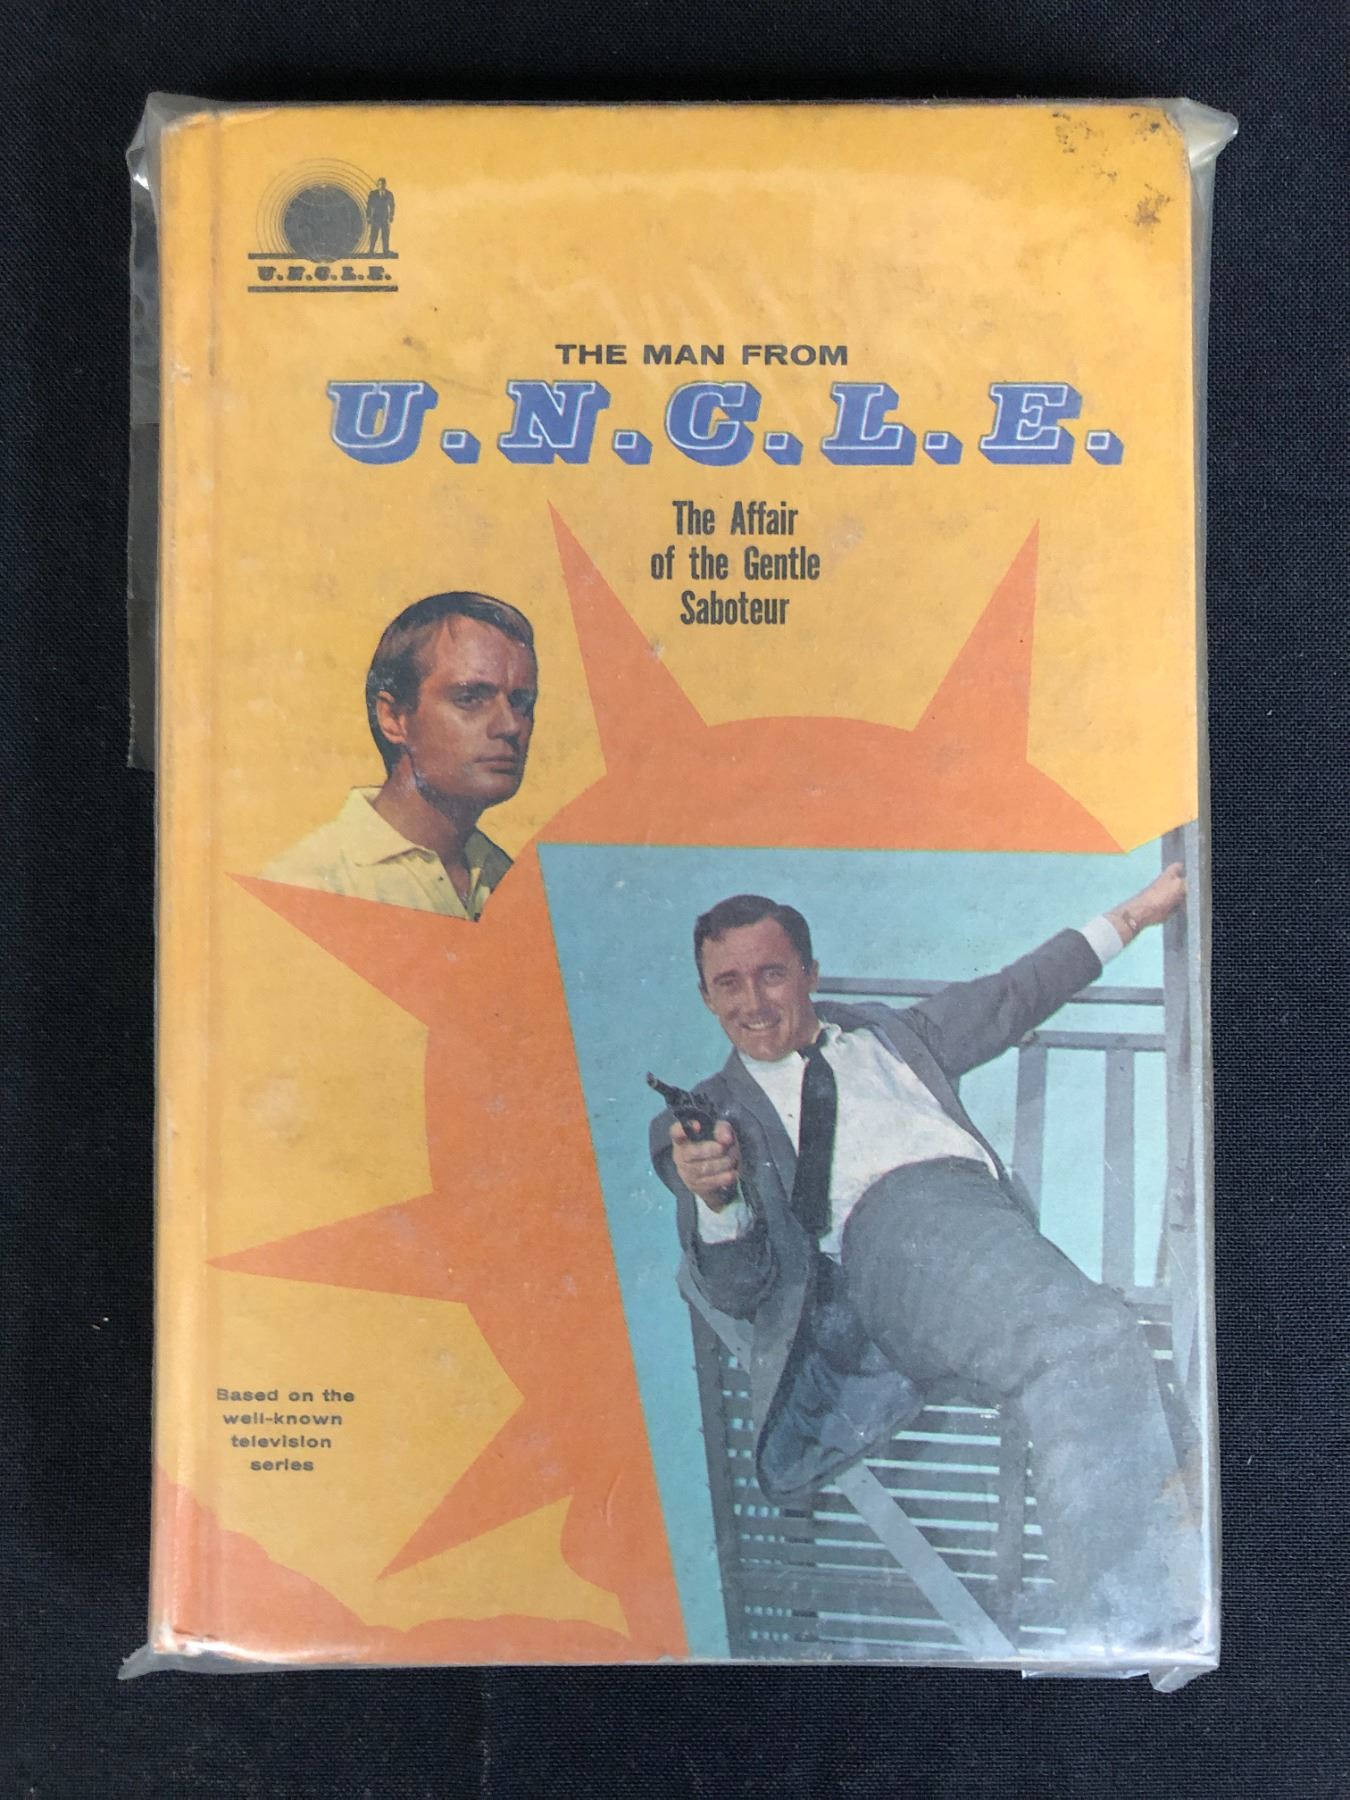 U.N.C.L.E.
THE MAN FROM
U.N.C.L.E.
The Affair
of the Gentle
Saboteur
Based on the
well-known
television
series